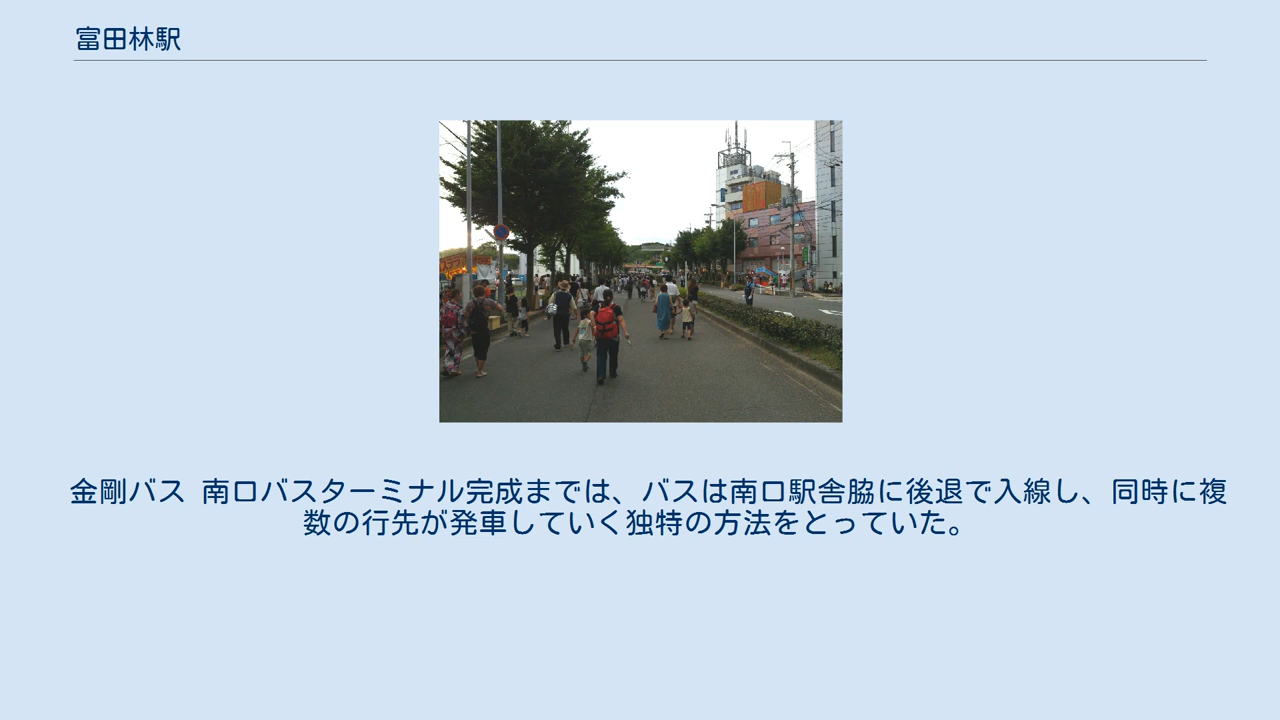 富田林駅
金剛バス 南口バスターミナル完成までは、バスは南口駅舎脇に後退で入線し、同時に複
数の行先が発車していく独特の方法をとっていた。